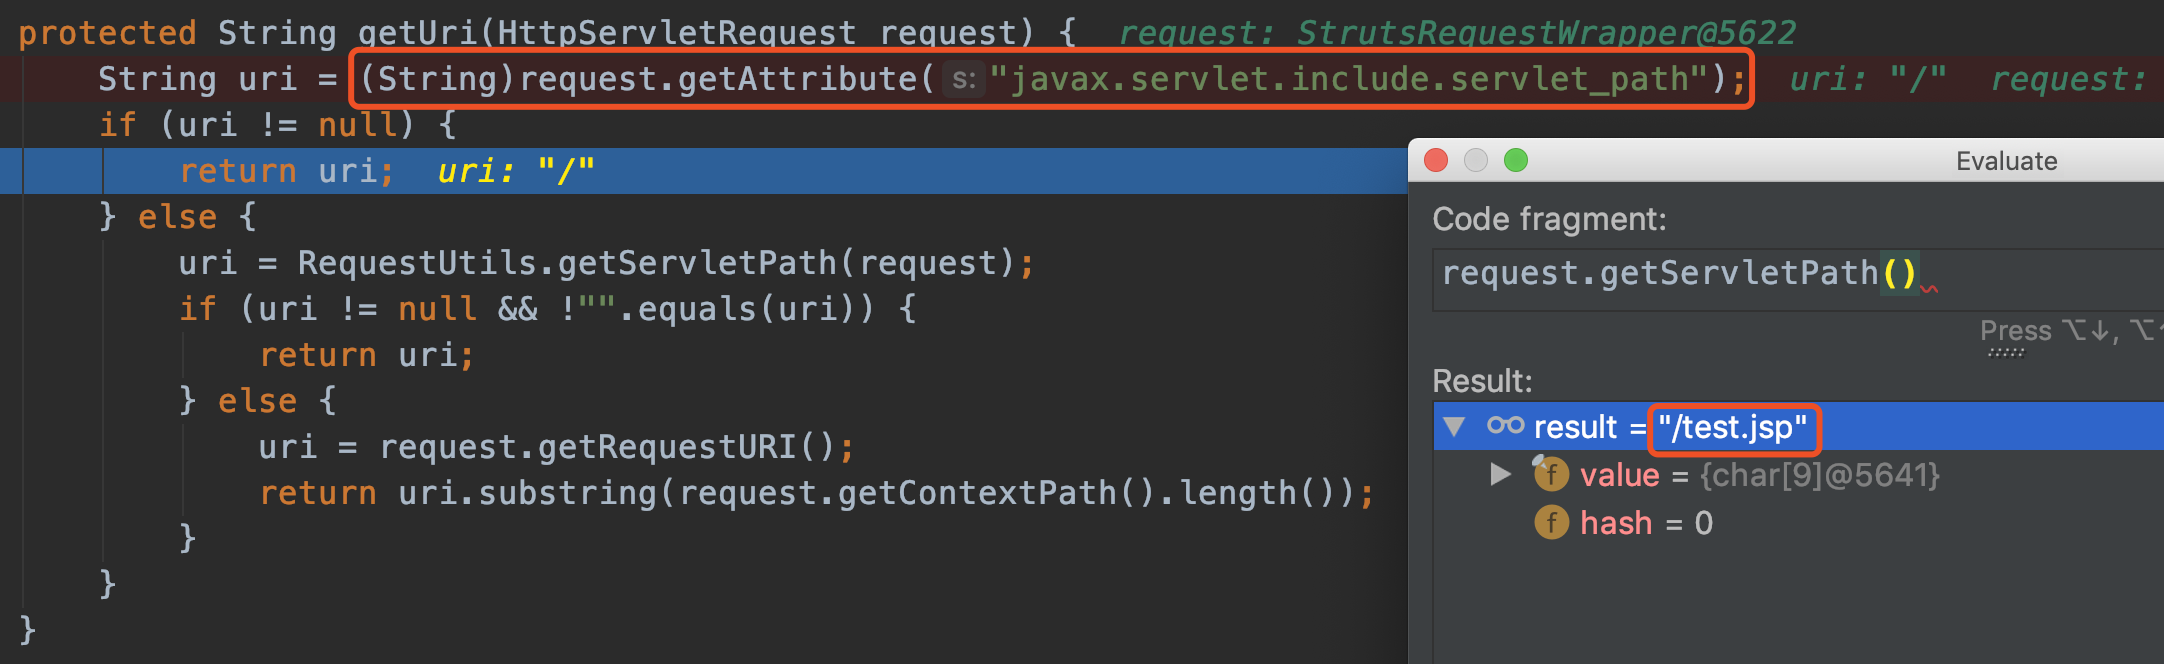 protected String getUri(HttpServletRequest request) {  request: StrutsRequestWrapper@5622
    String uri = (String)request.getAttribute( s: "javax.servlet.include.servlet_path");  uri: "/"  request:
    if (uri != null) {
        return uri;  uri: "/"
    } else {
        uri = RequestUtils.getServletPath(request);
        if (uri != null && !"".equals(uri)) {
            return uri;
        } else {
            uri = request.getRequestURI();
            return uri.substring(request.getContextPath().length());
        }
    }
}
Evaluate
Code fragment:
request.getServletPath()
Press ⌥↓, ⌥
Result:
result = "/test.jsp"
f value = {char[9]@5641}
f hash = 0